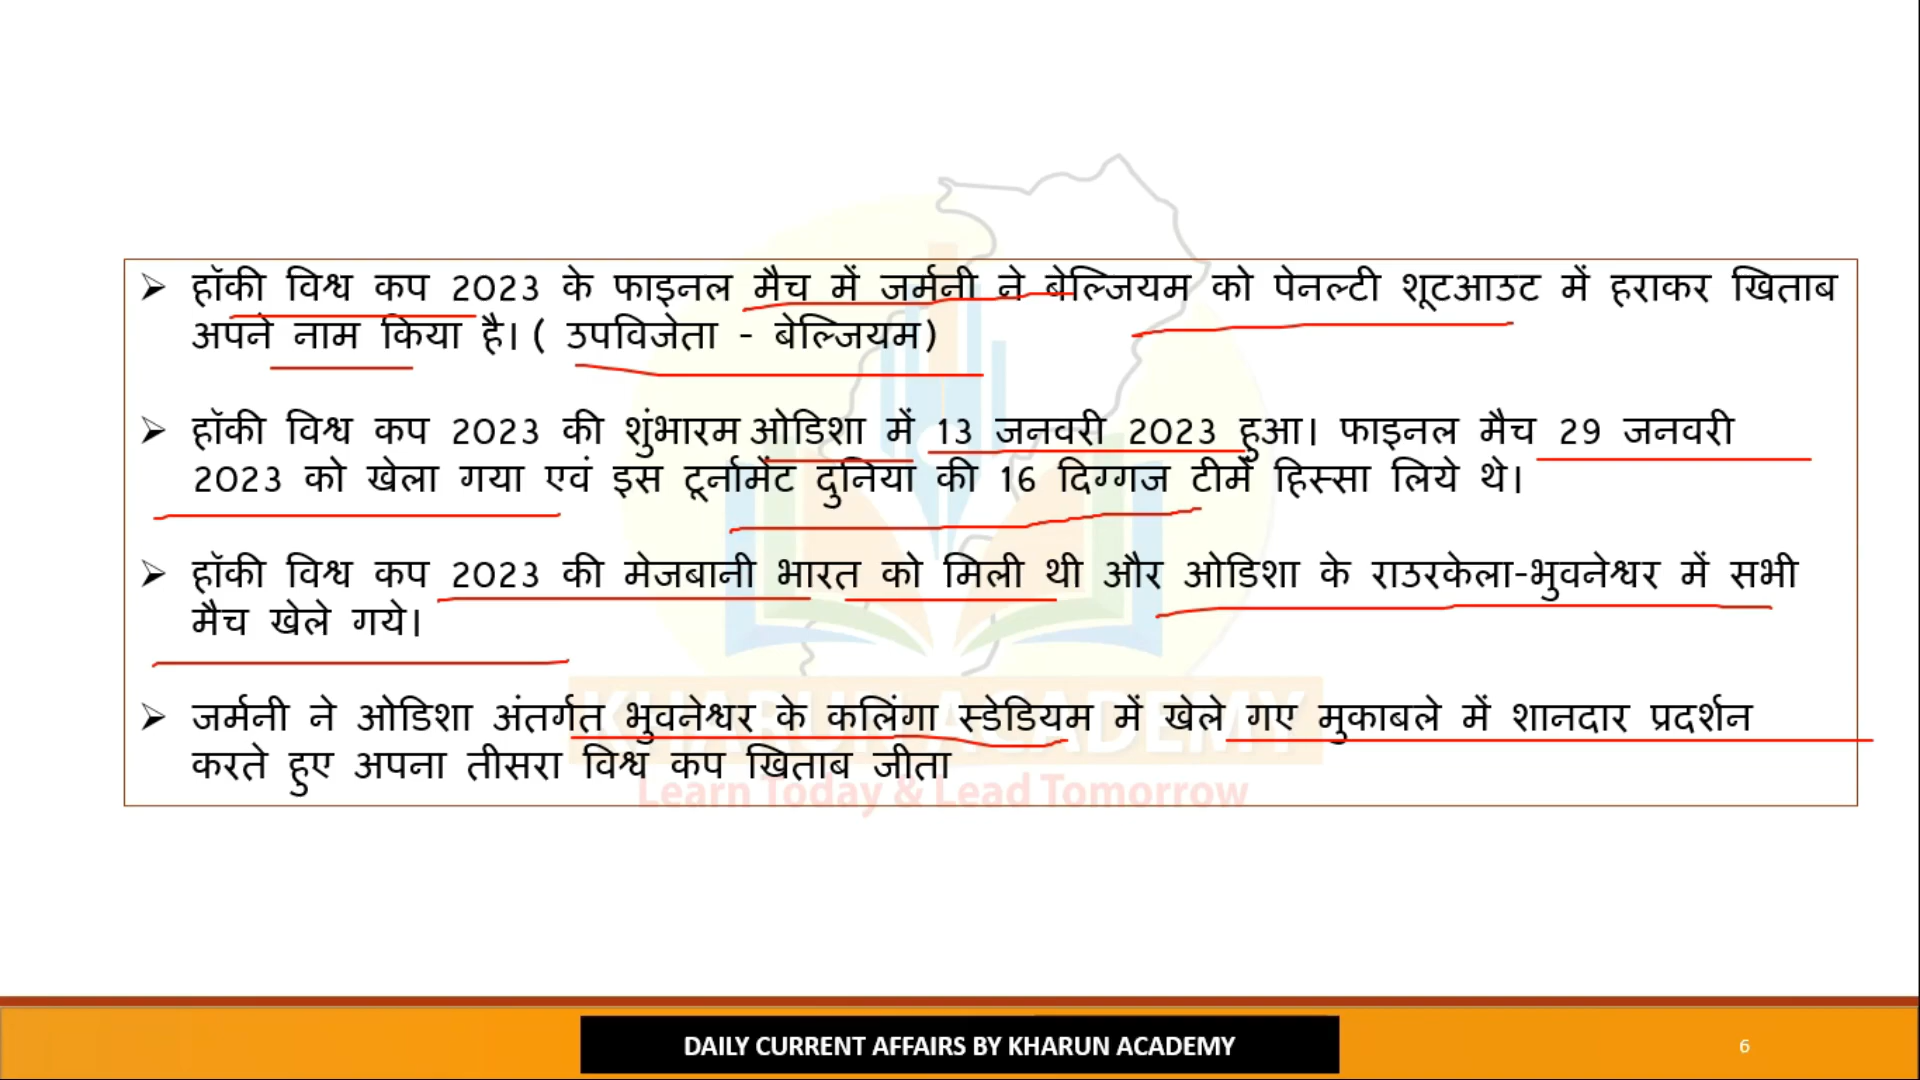 हॉकी विश्व कप 2023 के फाइनल मैच में जर्मनी ने बेल्जियम को पेनल्टी शूटआउट में हराकर खिताब
अपने नाम किया है। ( उपविजेता - बेल्जियम)
हॉकी विश्व कप 2023 की शुंभारम ओडिशा में 13 जनवरी 2023 हुआ। फाइनल मैच 29 जनवरी
2023 को खेला गया एवं इस टूर्नामेंट दुनिया की 16 दिग्गज टीमें हिस्सा लिये थे।
हॉकी विश्व कप 2023 की मेजबानी भारत को मिली थी और ओडिशा के राउरकेला-भुवनेश्वर में सभी
मैच खेले गये।
जर्मनी ने ओडिशा अंतर्गत भुवनेश्वर के कलिंगा स्डेडियम में खेले गए मुकाबले में शानदार प्रदर्शन
करते हुए अपना तीसरा विश्व कप खिताब जीता
KHARUN ACADEMY
Learn Today & Lead Tomorrow
DAILY CURRENT AFFAIRS BY KHARUN ACADEMY
6